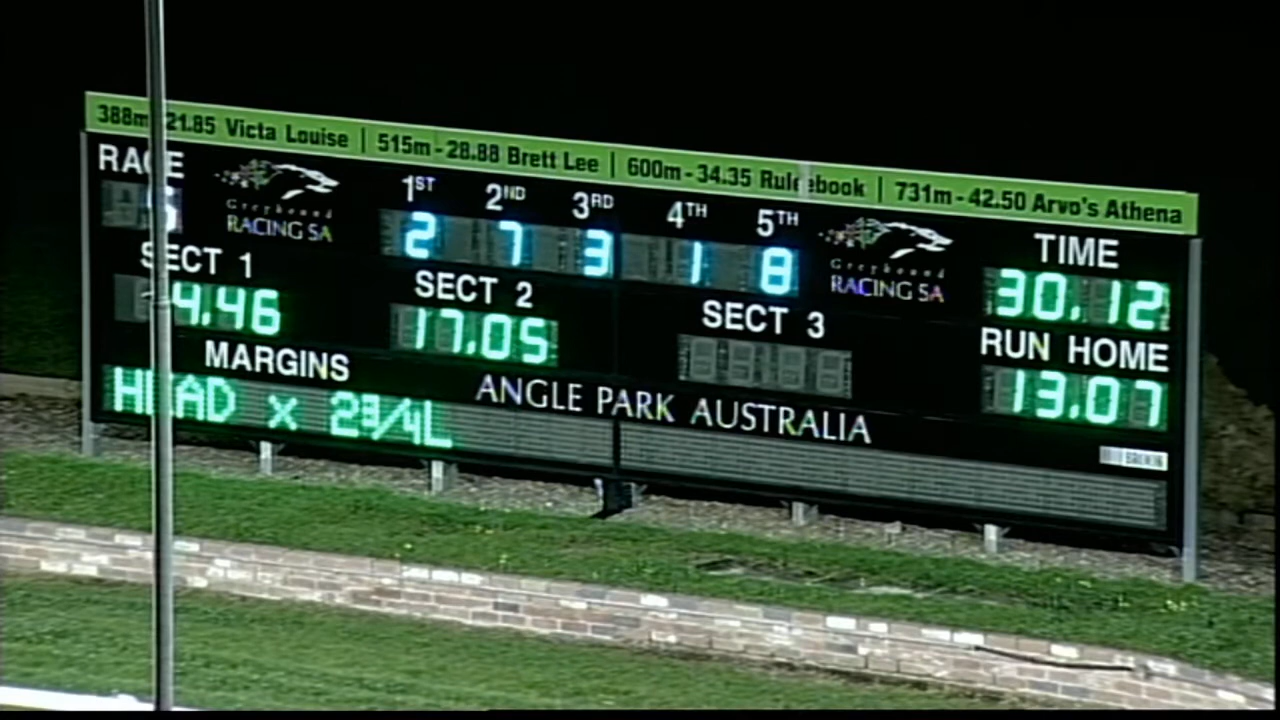 388m 21.85 Victa Louise | 515m - 28.88 Brett Lee | 600m - 34.35 Rulebook | 731m - 42.50 Arvo's Athena
RACE
Greyhound
RACING SA
1ST 2ND 3RD 4TH 5TH
2 7 3 1 8
Greyhound
RACING SA
TIME
30.12
SECT 1
4.46
SECT 2
17.05
SECT 3
RUN HOME
13.07
MARGINS
HEAD x 2 3/4L
ANGLE PARK AUSTRALIA